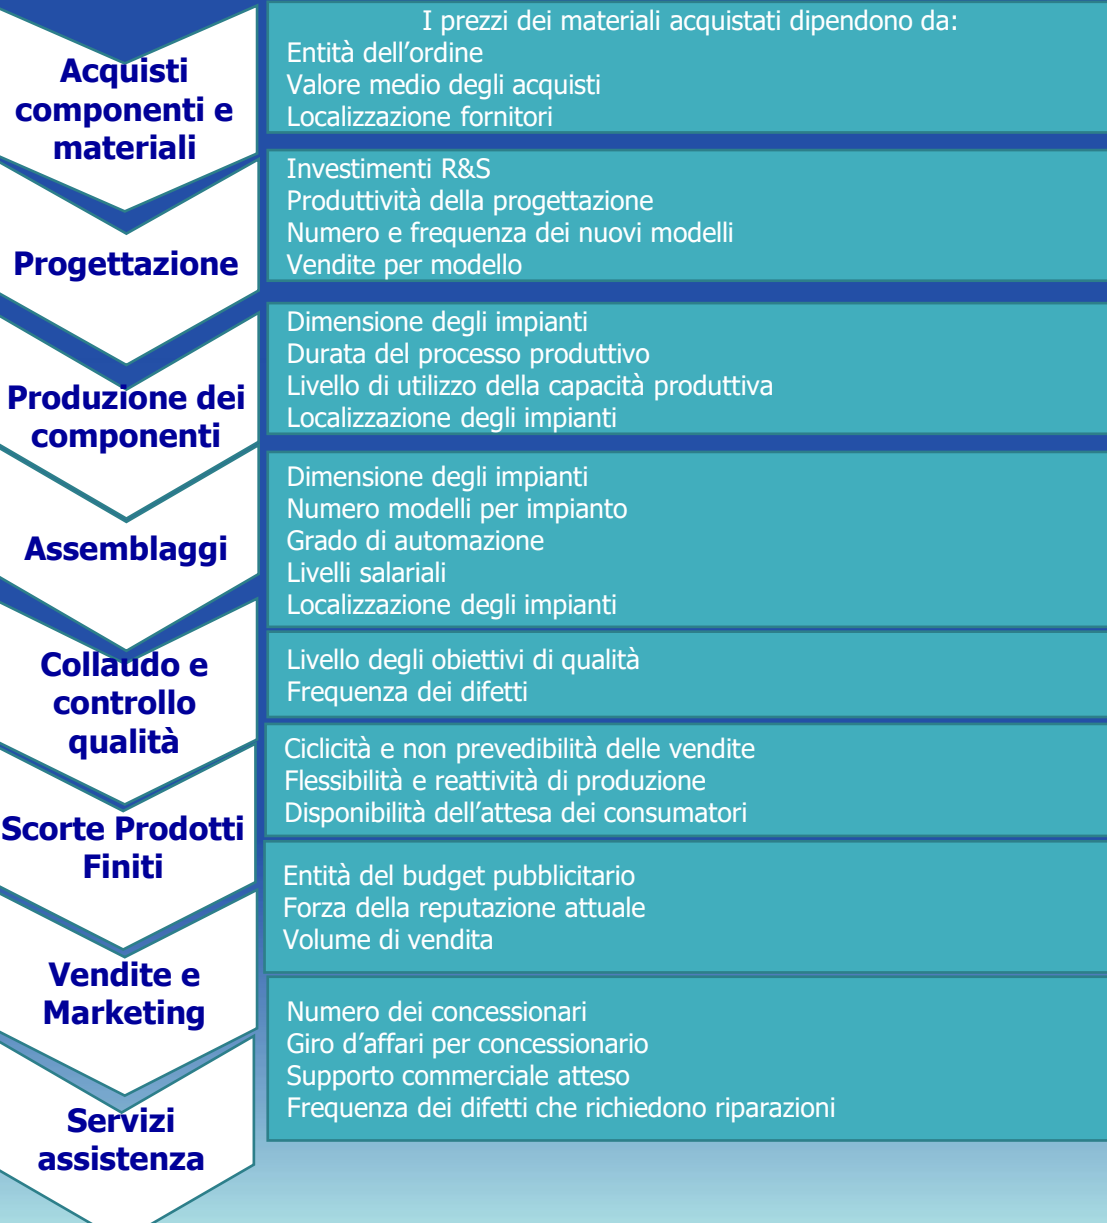 Acquisti
componenti e
materiali
I prezzi dei materiali acquistati dipendono da:
Entità dell'ordine
Valore medio degli acquisti
Localizzazione fornitori
Progettazione
Investimenti R&S
Produttività della progettazione
Numero e frequenza dei nuovi modelli
Vendite per modello
Produzione dei
componenti
Dimensione degli impianti
Durata del processo produttivo
Livello di utilizzo della capacità produttiva
Localizzazione degli impianti
Assemblaggi
Dimensione degli impianti
Numero modelli per impianto
Grado di automazione
Livelli salariali
Localizzazione degli impianti
Collaudo e
controllo
qualità
Livello degli obiettivi di qualità
Frequenza dei difetti
Scorte Prodotti
Finiti
Ciclicità e non prevedibilità delle vendite
Flessibilità e reattività di produzione
Disponibilità dell'attesa dei consumatori
Vendite e
Marketing
Entità del budget pubblicitario
Forza della reputazione attuale
Volume di vendita
Servizi
assistenza
Numero dei concessionari
Giro d'affari per concessionario
Supporto commerciale atteso
Frequenza dei difetti che richiedono riparazioni